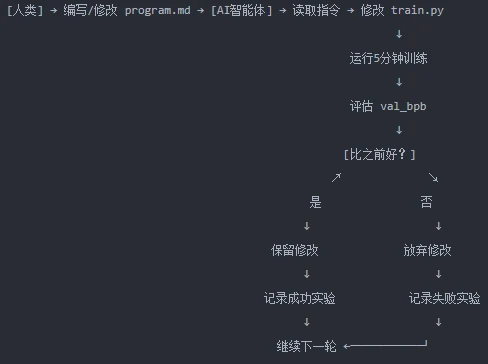 [人类] → 编写/修改 program.md → [AI智能体] → 读取指令 → 修改 train.py
↓
运行5分钟训练
↓
评估 val_bpb
↓
[比之前好？]
↗ ↘
是 否
↓ ↓
保留修改 放弃修改
↓ ↓
记录成功实验 记录失败实验
↓ ↓
继续下一轮 ←──────────┘